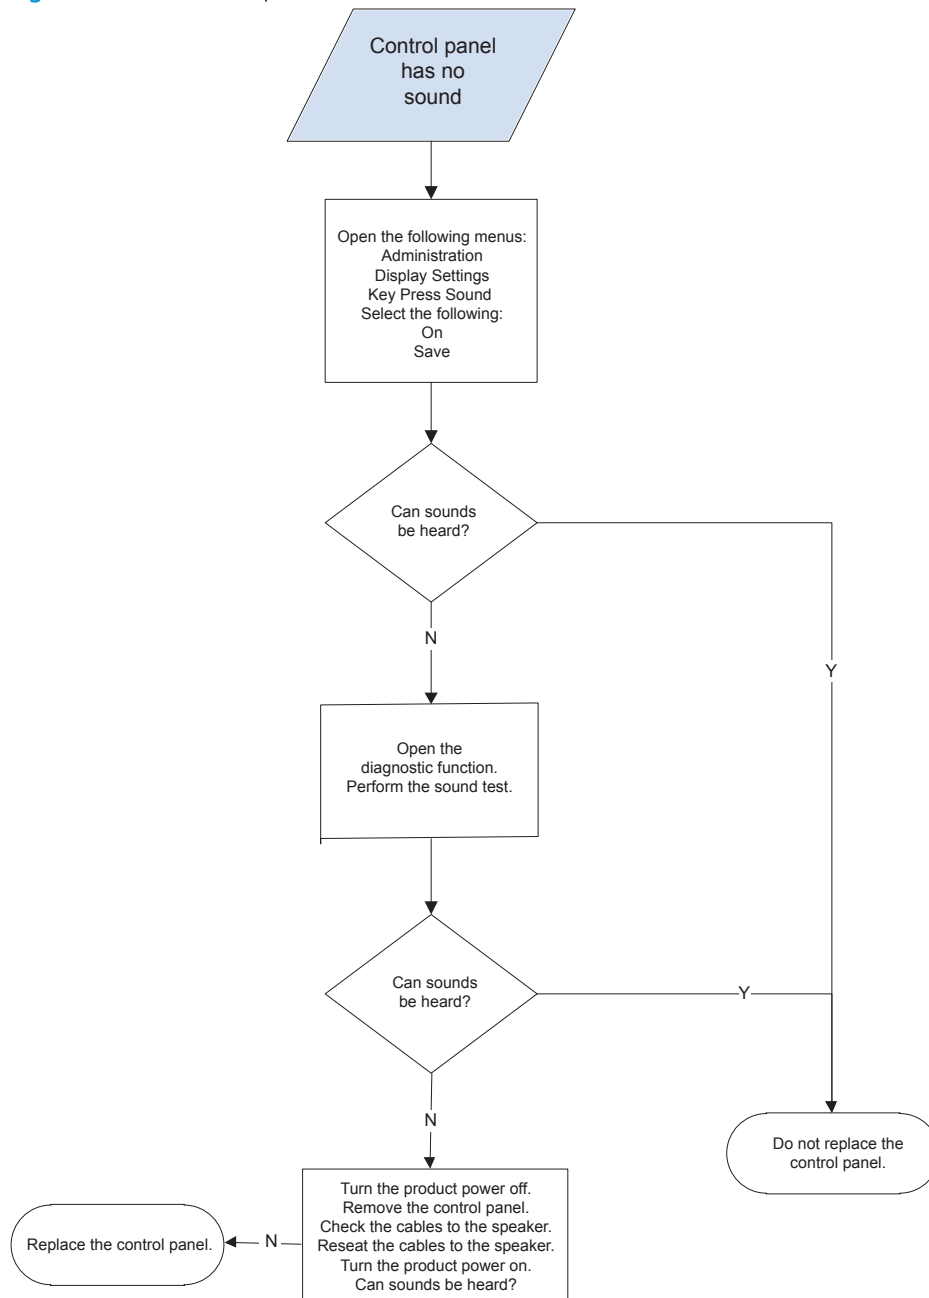 Control panel
has no
sound
Open the following menus:
Administration
Display Settings
Key Press Sound
Select the following:
On
Save
Can sounds
be heard?
N
Y
Open the
diagnostic function.
Perform the sound test.
Can sounds
be heard?
Y
N
Do not replace the
control panel.
Turn the product power off.
Remove the control panel.
Check the cables to the speaker.
Reseat the cables to the speaker.
Turn the product power on.
Can sounds be heard?
N
Replace the control panel.